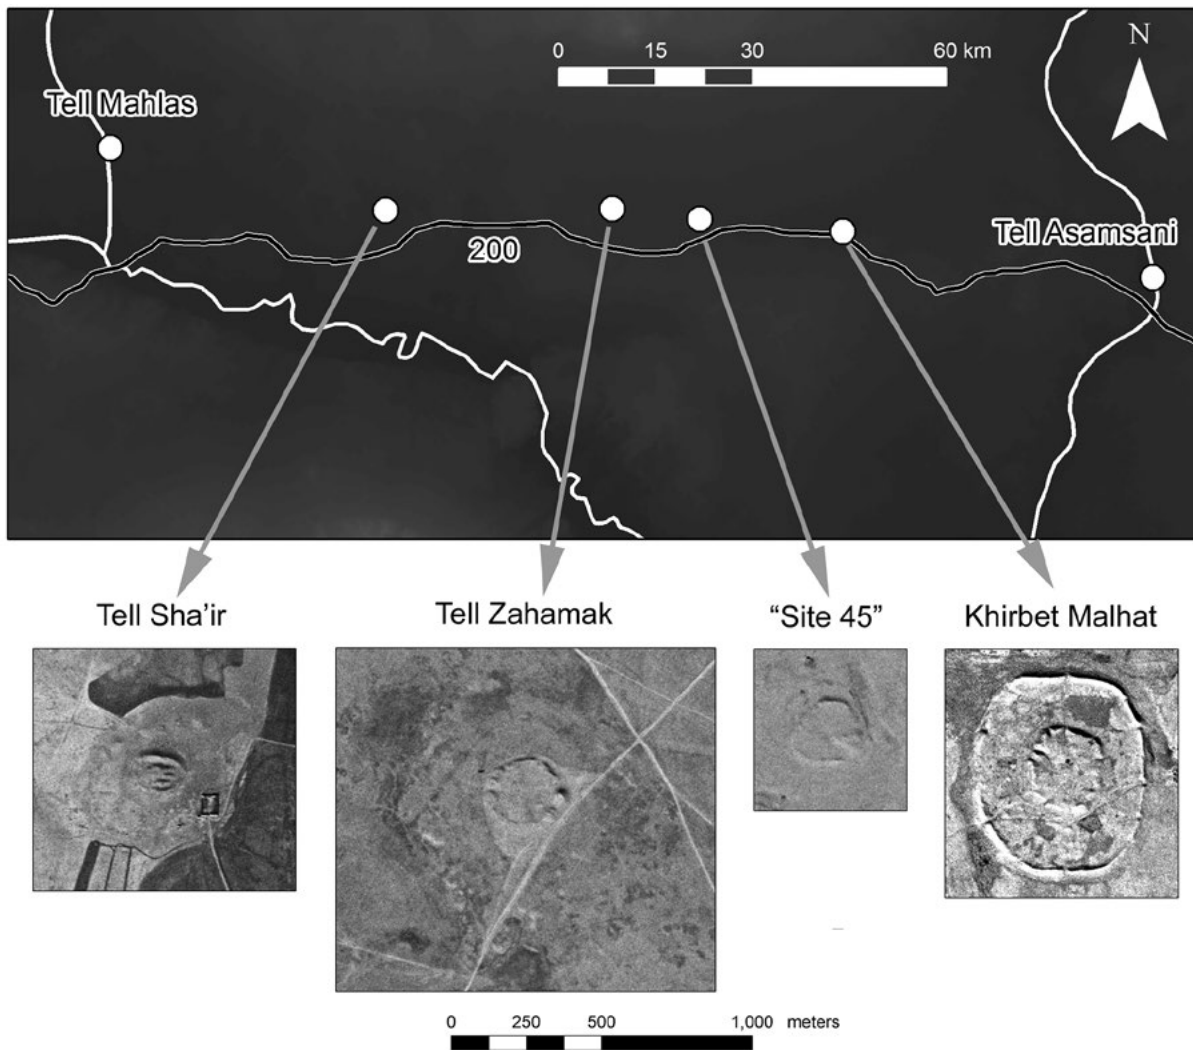 0 15 30 60 km
N
Tell Mahlas
200
Tell Asamsani
Tell Sha'ir
Tell Zahamak
“Site 45”
Khirbet Malhat
0 250 500 1,000 meters